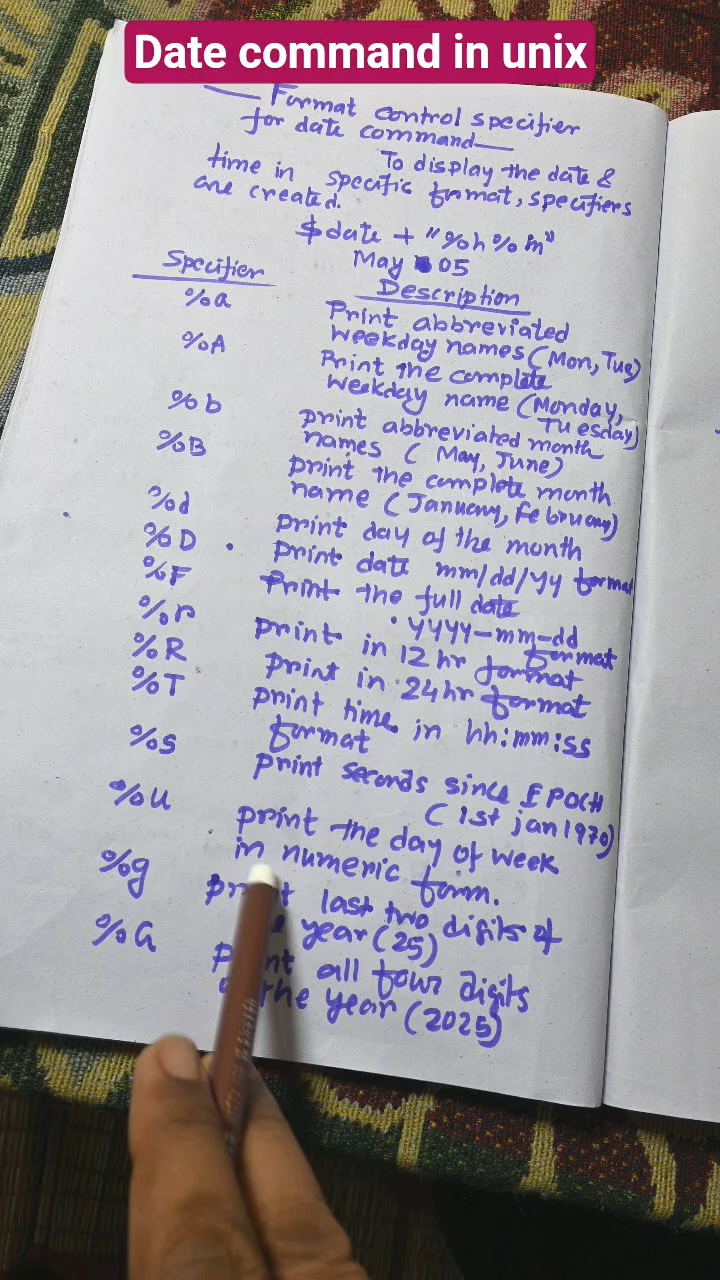 Date command in unix
— Format control specifier
for date command —
To display the date &
time in specific format, specifiers
are created.
$ date + "%h %m"
May 05
Specifier Description
%a Print abbreviated
weekday names (Mon, Tue)
%A Print the complete
weekday name (Monday,
Tuesday)
%b print abbreviated month
names ( May, June)
%B print the complete month
name ( January, February)
%d print day of the month
%D print date mm/dd/yy format
%F Print the full date
yyyy-mm-dd
format
%r print in 12 hr format
%R print in 24 hr format
%T print time in hh:mm:ss
format
%s print seconds since EPOCH
( 1st jan 1970)
%u print the day of week
in numeric form.
%g print last two digits of
year (25)
%G print all four digits
the year (2025)